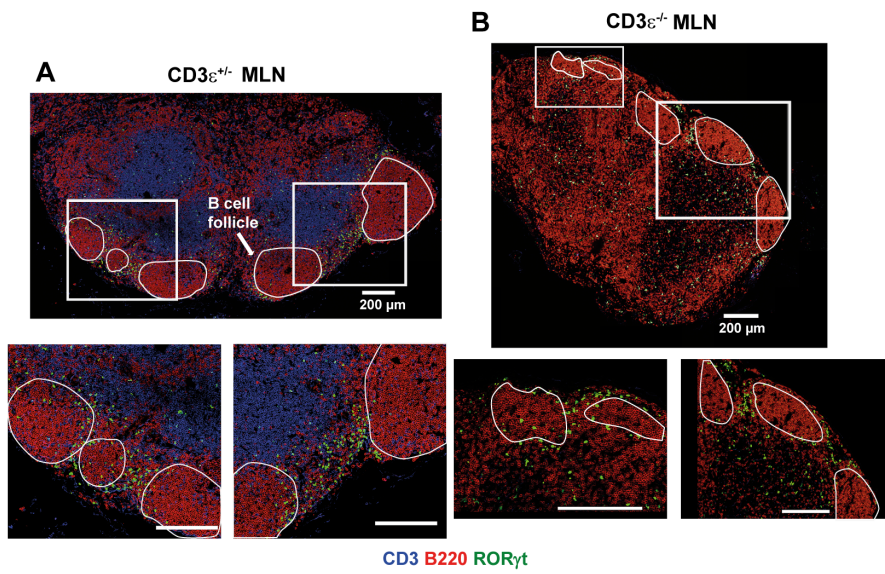 A
CD3ε+/- MLN
B cell
follicle
200 µm
B
CD3ε-/- MLN
200 µm
CD3 B220 RORγt